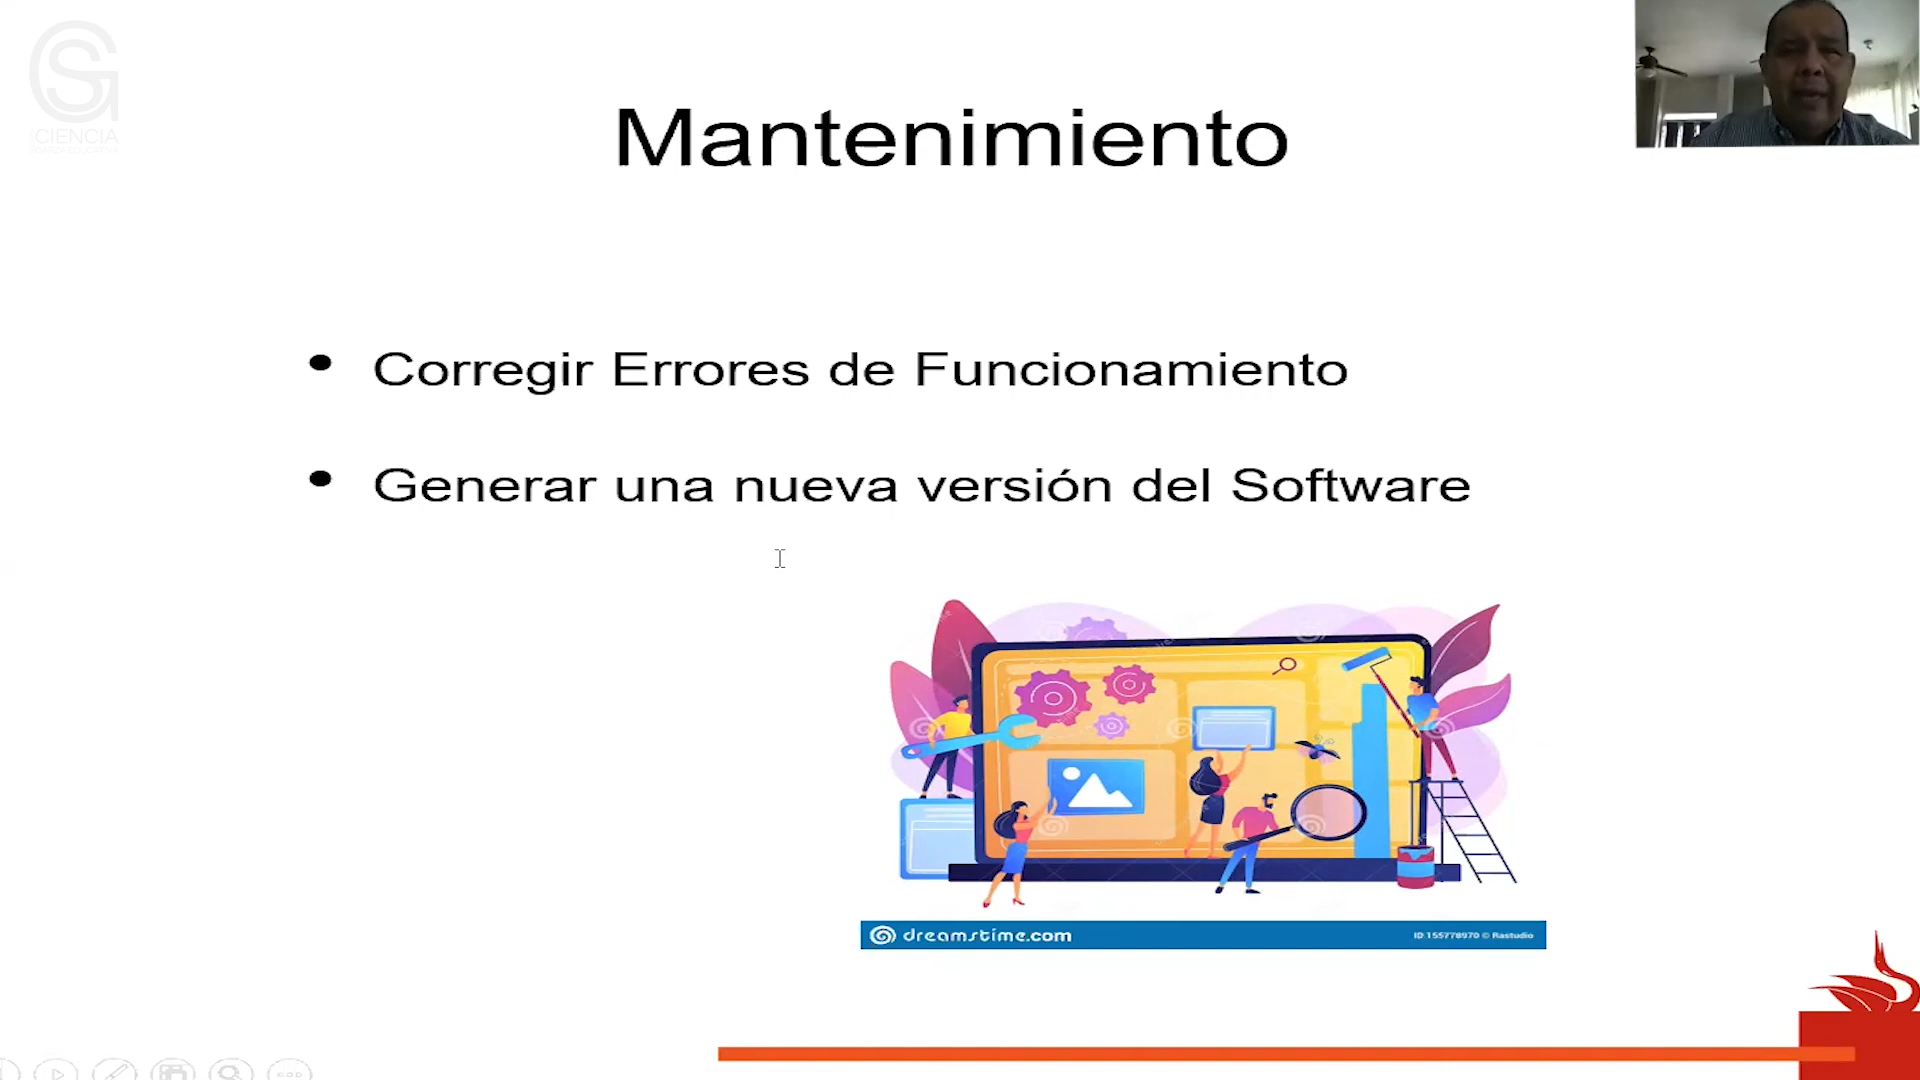 CIENCIA
Mantenimiento
• Corregir Errores de Funcionamiento
• Generar una nueva versión del Software
dreamstime.com
ID 155778970 © Rastudio